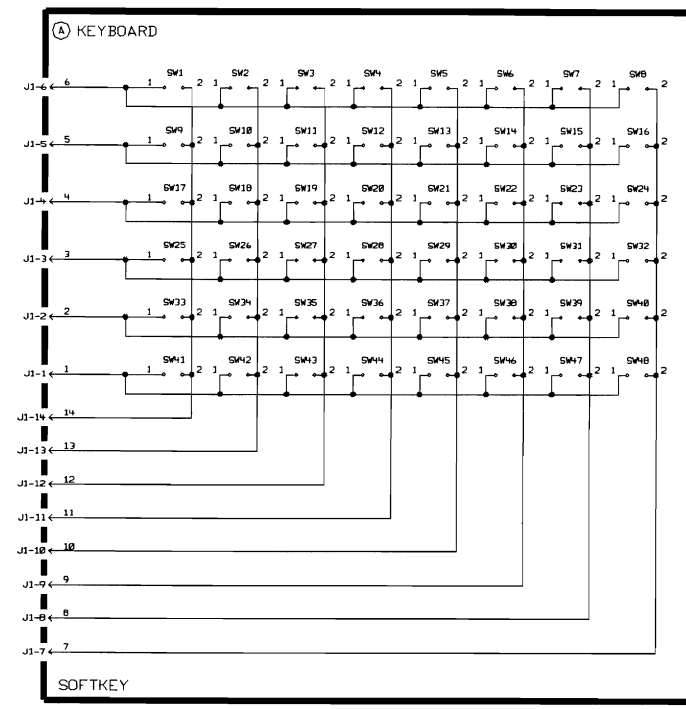 A KEYBOARD
SW1 SW2 SW3 SW4 SW5 SW6 SW7 SW8
J1-6 6 1 2 1 2 1 2 1 2 1 2 1 2 1 2 1 2
SW9 SW10 SW11 SW12 SW13 SW14 SW15 SW16
J1-5 5 1 2 1 2 1 2 1 2 1 2 1 2 1 2 1 2
SW17 SW18 SW19 SW20 SW21 SW22 SW23 SW24
J1-4 4 1 2 1 2 1 2 1 2 1 2 1 2 1 2 1 2
SW25 SW26 SW27 SW28 SW29 SW30 SW31 SW32
J1-3 3 1 2 1 2 1 2 1 2 1 2 1 2 1 2 1 2
SW33 SW34 SW35 SW36 SW37 SW38 SW39 SW40
J1-2 2 1 2 1 2 1 2 1 2 1 2 1 2 1 2 1 2
SW41 SW42 SW43 SW44 SW45 SW46 SW47 SW48
J1-1 1 1 2 1 2 1 2 1 2 1 2 1 2 1 2 1 2
J1-14 14
J1-13 13
J1-12 12
J1-11 11
J1-10 10
J1-9 9
J1-8 8
J1-7 7
SOFTKEY